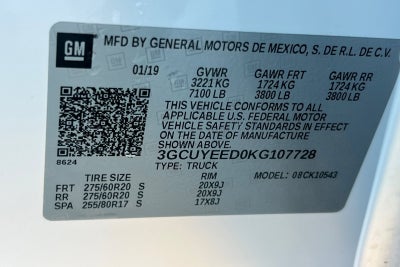 GM
MFD BY GENERAL MOTORS DE MEXICO, S. DE R.L. DE C.V.
01/19 GVWR GAWR FRT GAWR RR
3221 KG 1724 KG 1724 KG
7100 LB 3800 LB 3800 LB
THIS VEHICLE CONFORMS TO ALL
APPLICABLE U.S. FEDERAL MOTOR
VEHICLE SAFETY STANDARDS IN EFFECT
ON THE DATE OF MANUFACTURE
SHOWN ABOVE.
8624 3GCUYEED0KG107728
TYPE: TRUCK MODEL: 08CK10543
TIRE SIZE RIM
FRT 275/60R20 S 20X9J
RR 275/60R20 S 20X9J
SPA 255/80R17 S 17X8J